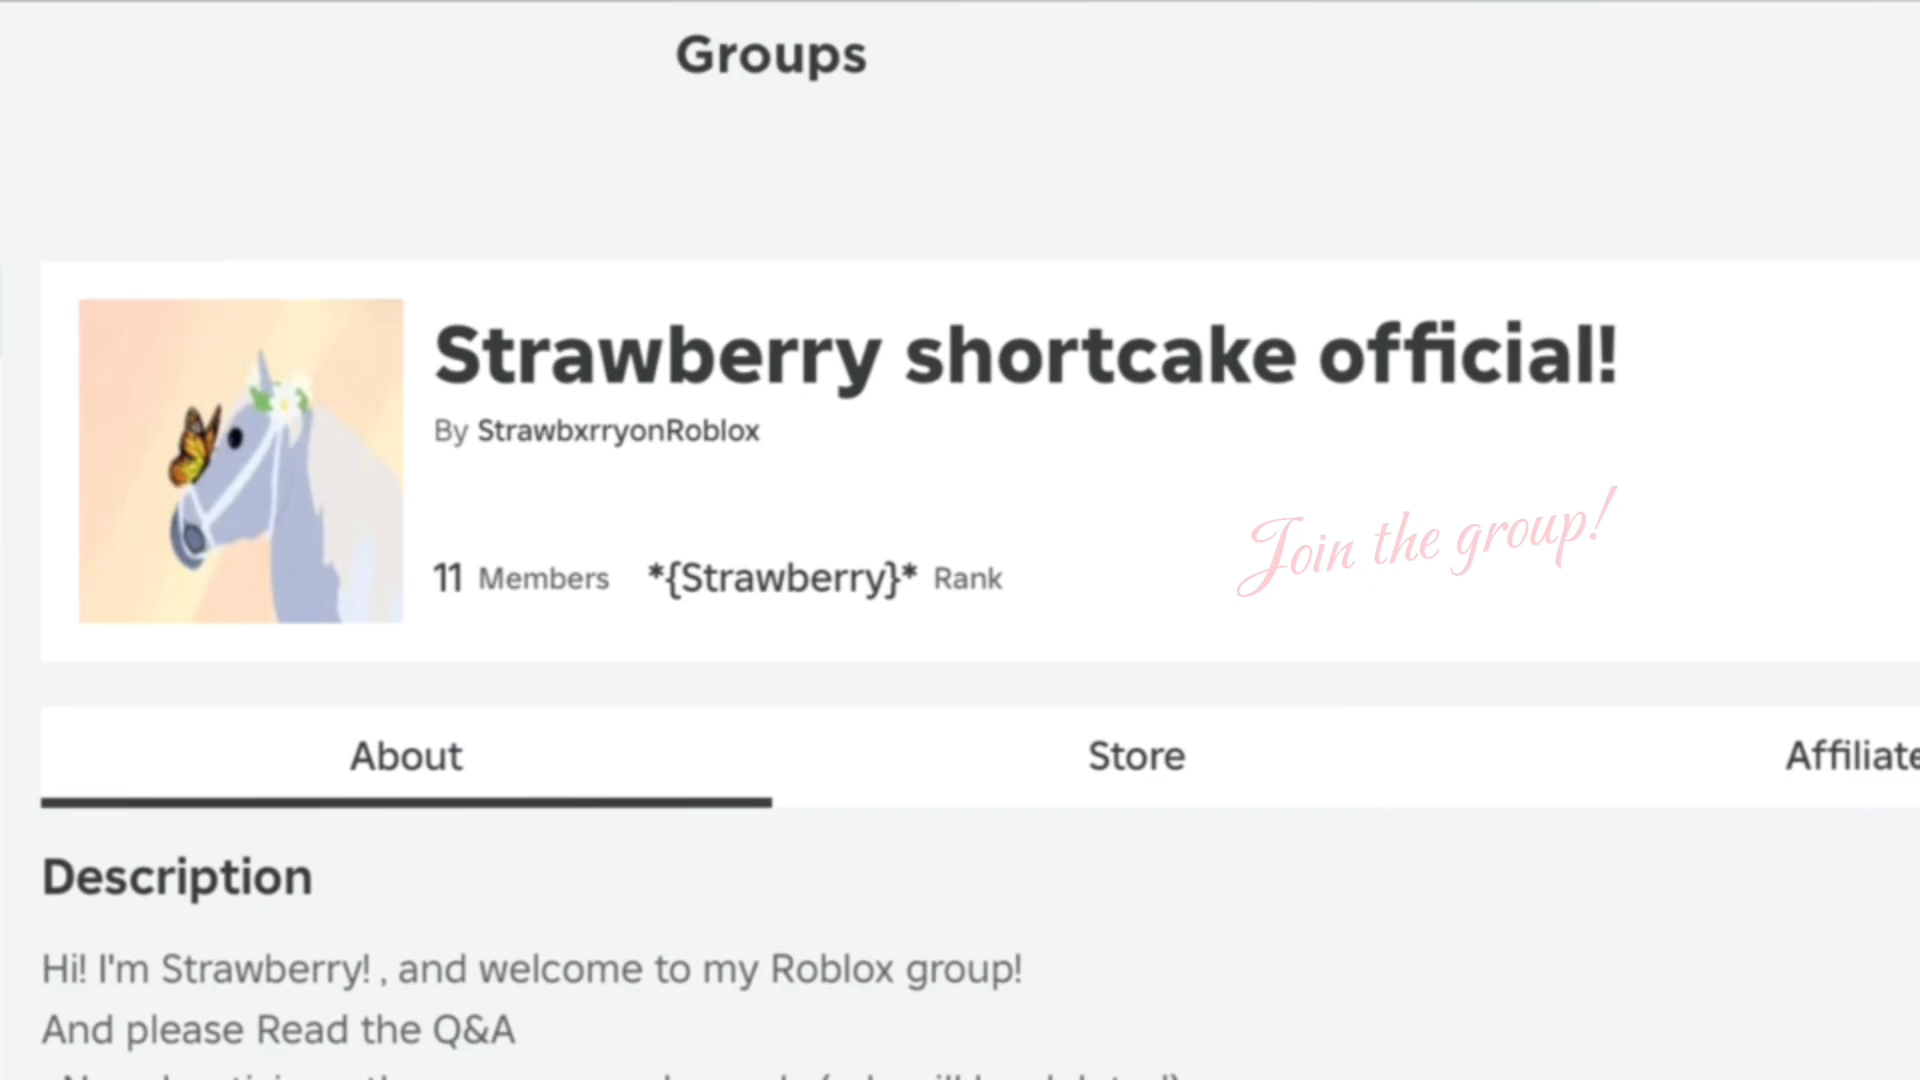 Groups
Strawberry shortcake official!
By StrawbxrryonRoblox
11 Members *{Strawberry}* Rank
Join the group!
About Store Affiliate
Description
Hi! I'm Strawberry! , and welcome to my Roblox group!
And please Read the Q&A